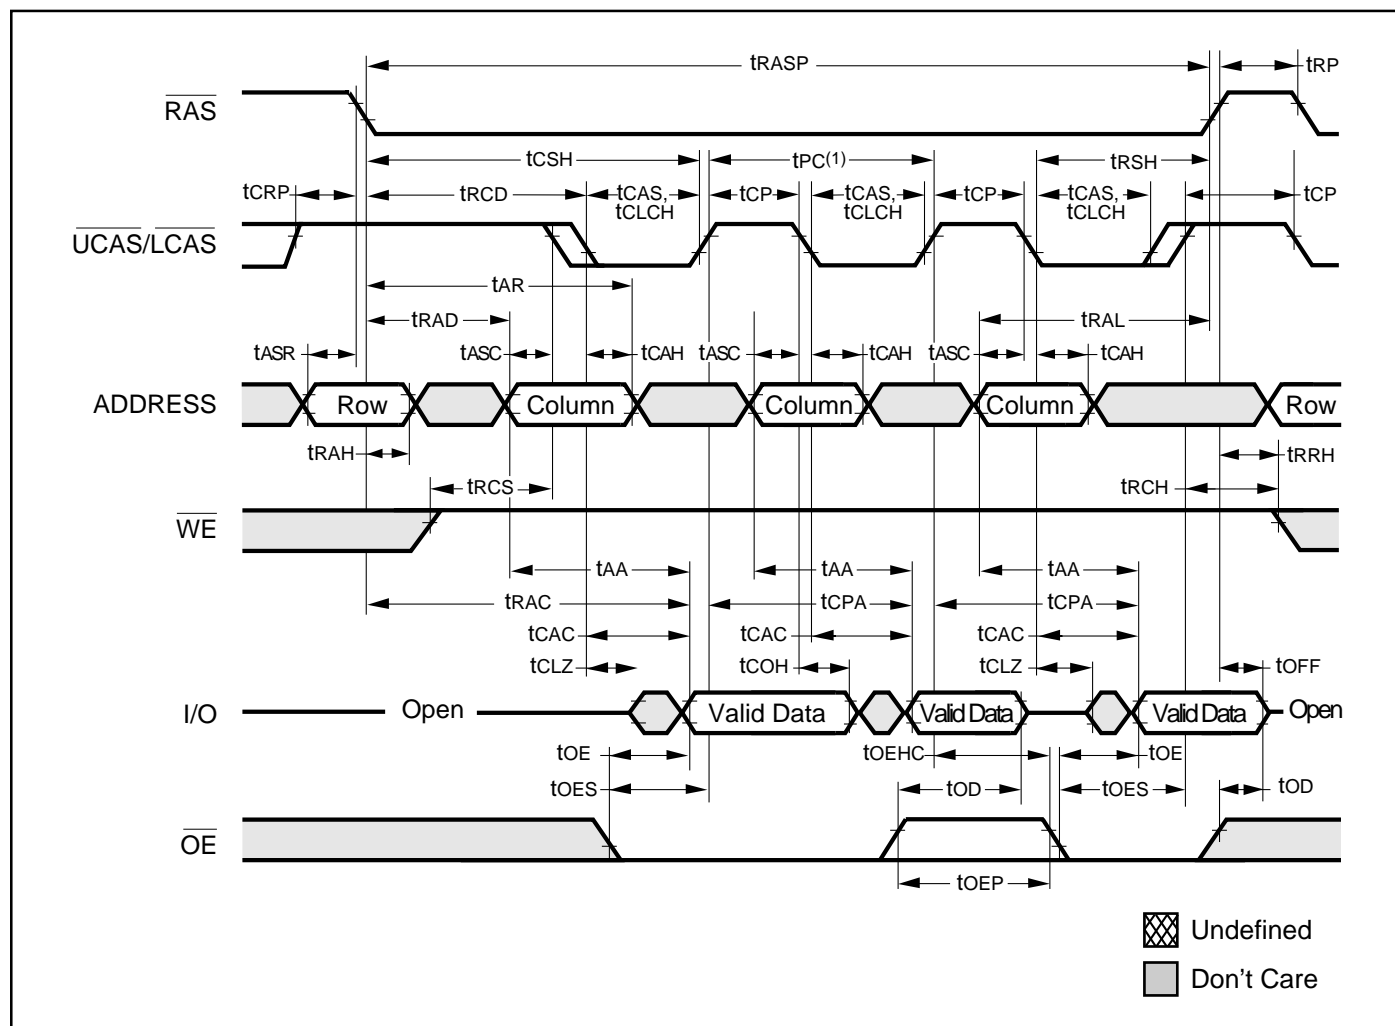 tRASP tRP
RAS
tCSH tPC(1) tRSH
tCRP tRCD tCAS, tCLCH tCP tCAS, tCLCH tCP tCAS, tCLCH tCP
UCAS/LCAS
tAR
tRAD tRAL
tASR tASC tCAH tASC tCAH tASC tCAH
ADDRESS Row Column Column Column Row
tRAH tRRH
tRCS tRCH
WE
tAA tAA tAA
tRAC tCPA tCPA
tCAC tCAC tCAC
tCLZ tCOH tCLZ tOFF
I/O Open Valid Data Valid Data Valid Data Open
tOE tOEHC tOE
tOES tOD tOES tOD
OE
tOEP
Undefined
Don't Care